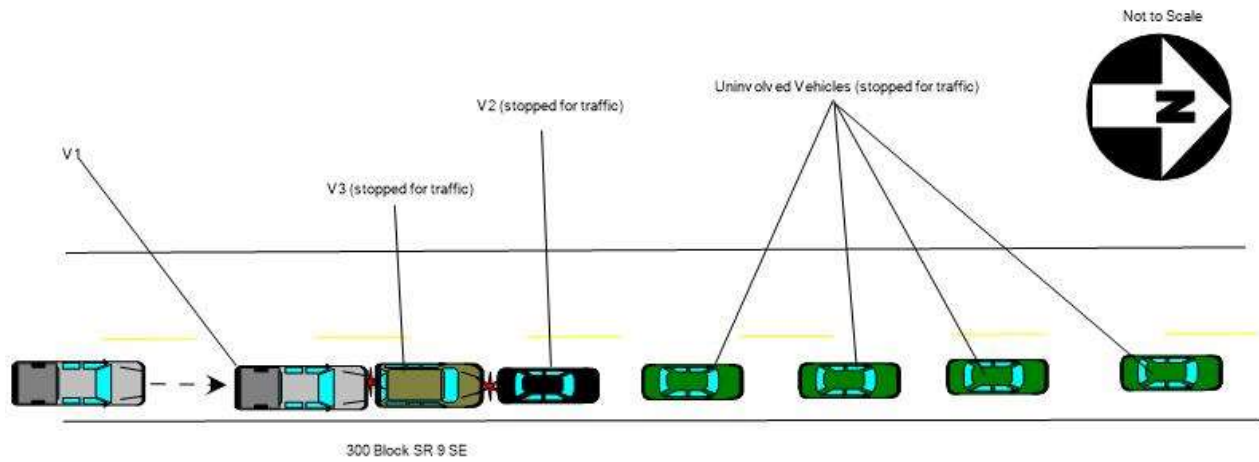 Not to Scale
N
Uninvolved Vehicles (stopped for traffic)
V2 (stopped for traffic)
V1
V3 (stopped for traffic)
300 Block SR 9 SE